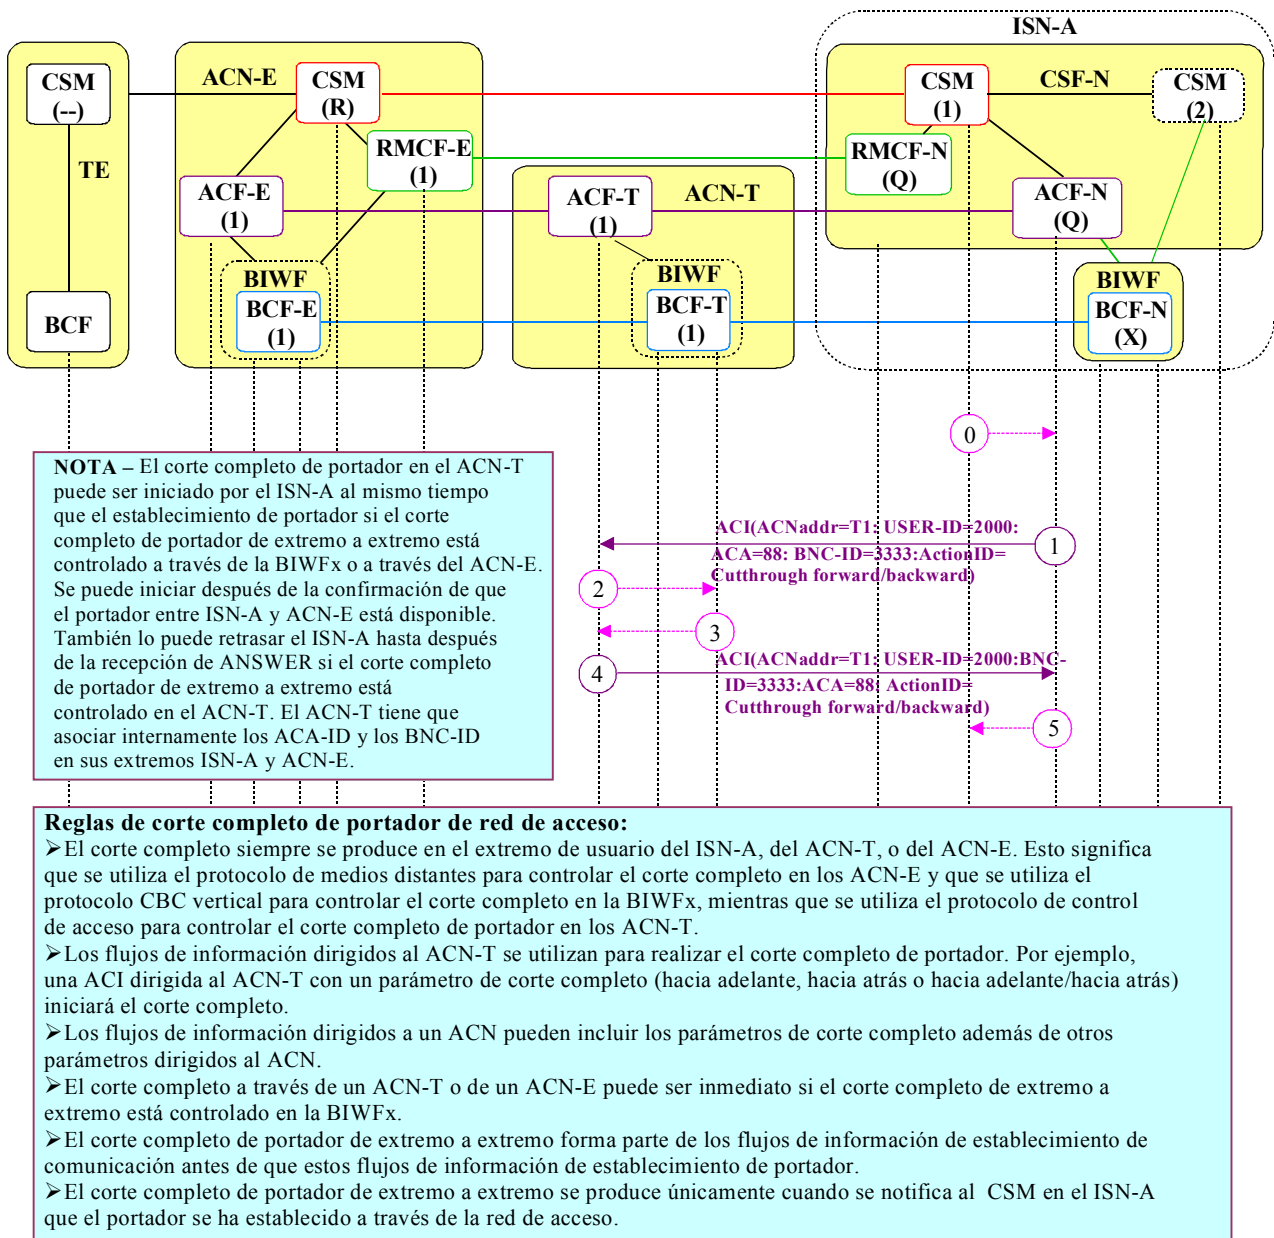 ISN-A
ACN-E
CSM
(--)
CSM
(R)
CSM
(1)
CSF-N
CSM
(2)
TE
RMCF-E
(1)
RMCF-N
(Q)
ACF-E
(1)
ACF-T
(1)
ACN-T
ACF-N
(Q)
BIWF
BIWF
BIWF
BCF
BCF-E
(1)
BCF-T
(1)
BCF-N
(X)
0
NOTA – El corte completo de portador en el ACN-T
puede ser iniciado por el ISN-A al mismo tiempo
que el establecimiento de portador si el corte
completo de portador de extremo a extremo está
controlado a través de la BIWFx o a través del ACN-E.
Se puede iniciar después de la confirmación de que
el portador entre ISN-A y ACN-E está disponible.
También lo puede retrasar el ISN-A hasta después
de la recepción de ANSWER si el corte completo
de portador de extremo a extremo está
controlado en el ACN-T. El ACN-T tiene que
asociar internamente los ACA-ID y los BNC-ID
en sus extremos ISN-A y ACN-E.
ACI(ACNaddr=T1: USER-ID=2000:
ACA=88: BNC-ID=3333:ActionID=
Cutthrough forward/backward)
1
2
3
ACI(ACNaddr=T1: USER-ID=2000:BNC-
ID=3333:ACA=88: ActionID=
Cutthrough forward/backward)
4
5
Reglas de corte completo de portador de red de acceso:
➢El corte completo siempre se produce en el extremo de usuario del ISN-A, del ACN-T, o del ACN-E. Esto significa
que se utiliza el protocolo de medios distantes para controlar el corte completo en los ACN-E y que se utiliza el
protocolo CBC vertical para controlar el corte completo en la BIWFx, mientras que se utiliza el protocolo de control
de acceso para controlar el corte completo de portador en los ACN-T.
➢Los flujos de información dirigidos al ACN-T se utilizan para realizar el corte completo de portador. Por ejemplo,
una ACI dirigida al ACN-T con un parámetro de corte completo (hacia adelante, hacia atrás o hacia adelante/hacia atrás)
iniciará el corte completo.
➢Los flujos de información dirigidos a un ACN pueden incluir los parámetros de corte completo además de otros
parámetros dirigidos al ACN.
➢El corte completo a través de un ACN-T o de un ACN-E puede ser inmediato si el corte completo de extremo a
extremo está controlado en la BIWFx.
➢El corte completo de portador de extremo a extremo forma parte de los flujos de información de establecimiento de
comunicación antes de que estos flujos de información de establecimiento de portador.
➢El corte completo de portador de extremo a extremo se produce únicamente cuando se notifica al CSM en el ISN-A
que el portador se ha establecido a través de la red de acceso.